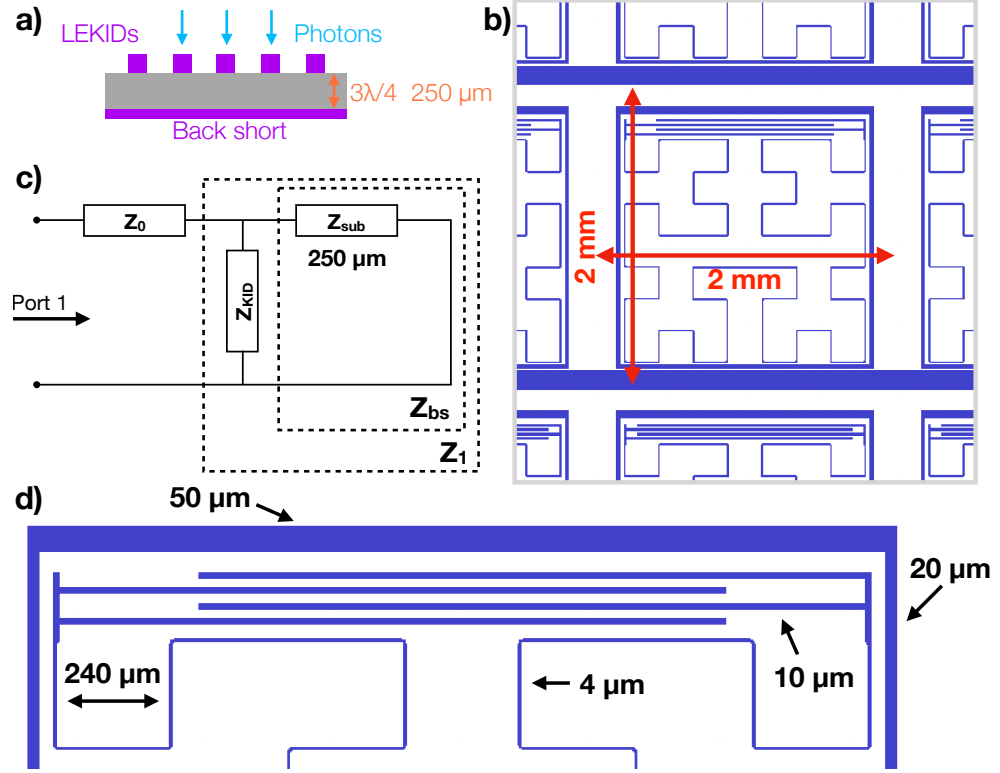 a)
LEKIDs
Photons
3λ/4 250 μm
Back short
b)
2 mm
2 mm
c)
Z0
Zsub
250 μm
ZKID
Port 1
Zbs
Z1
d)
50 μm
20 μm
240 μm
4 μm
10 μm